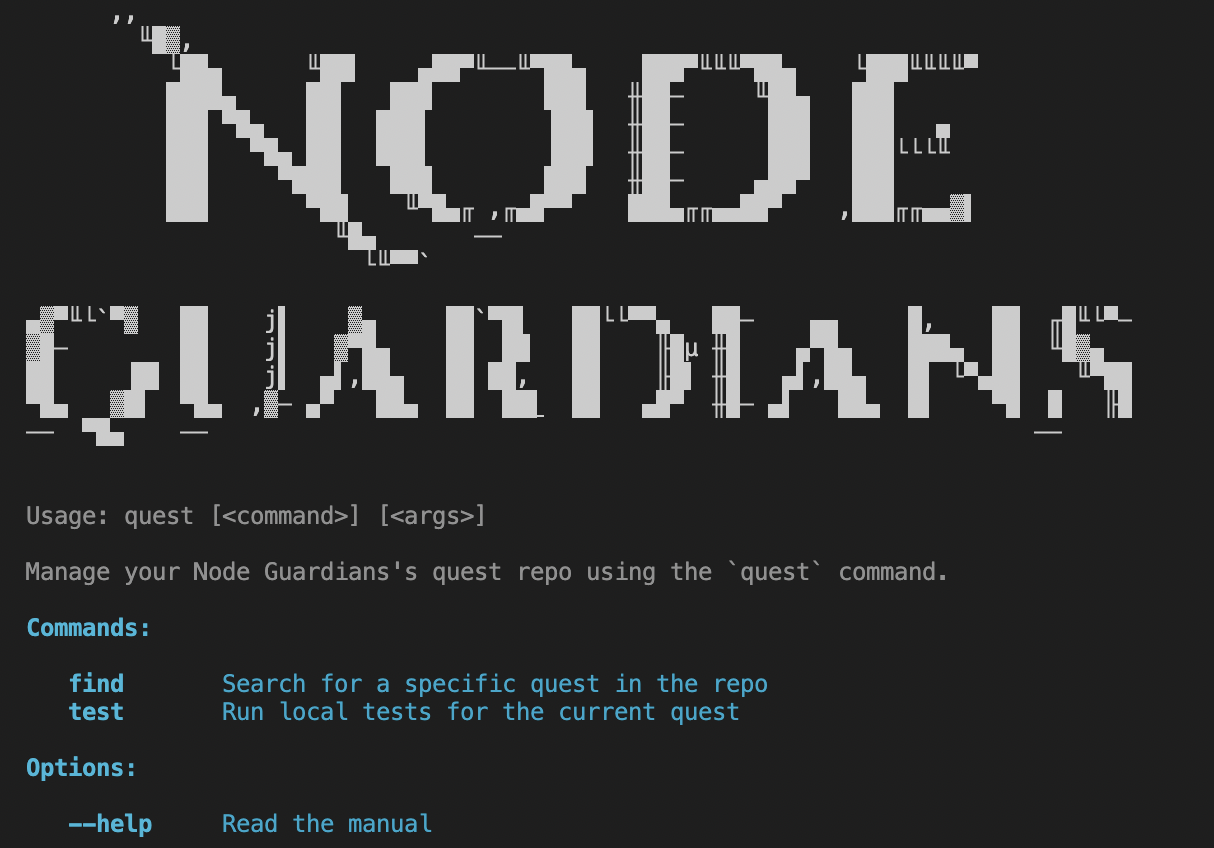 NODE
GUARDIANS
Usage: quest [<command>] [<args>]
Manage your Node Guardians's quest repo using the `quest` command.
Commands:
find Search for a specific quest in the repo
test Run local tests for the current quest
Options:
--help Read the manual